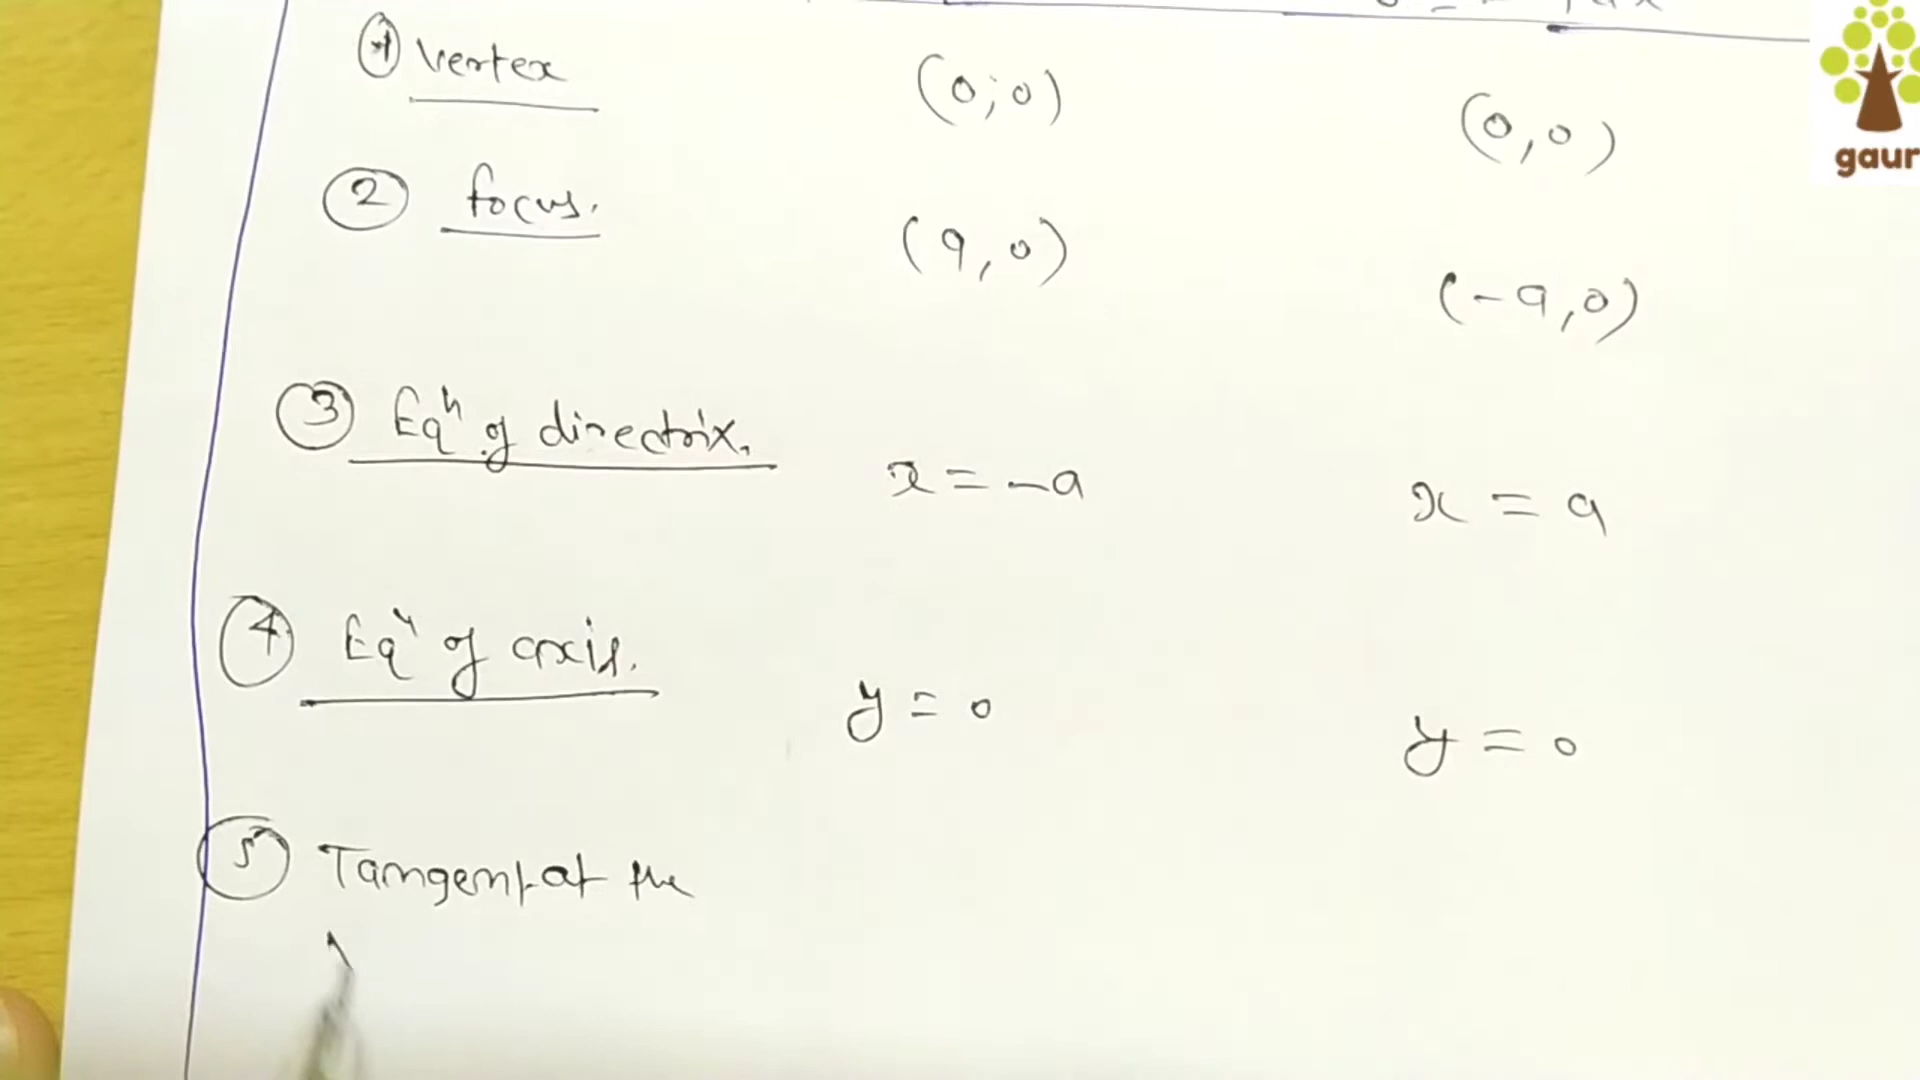 ① vertex (0,0) (0,0)
② focus. (a,0) (-a,0)
③ Eqⁿ of directrix. x = -a x = a
④ Eqⁿ of axis. y = 0 y = 0
⑤ Tangent at the
gaur